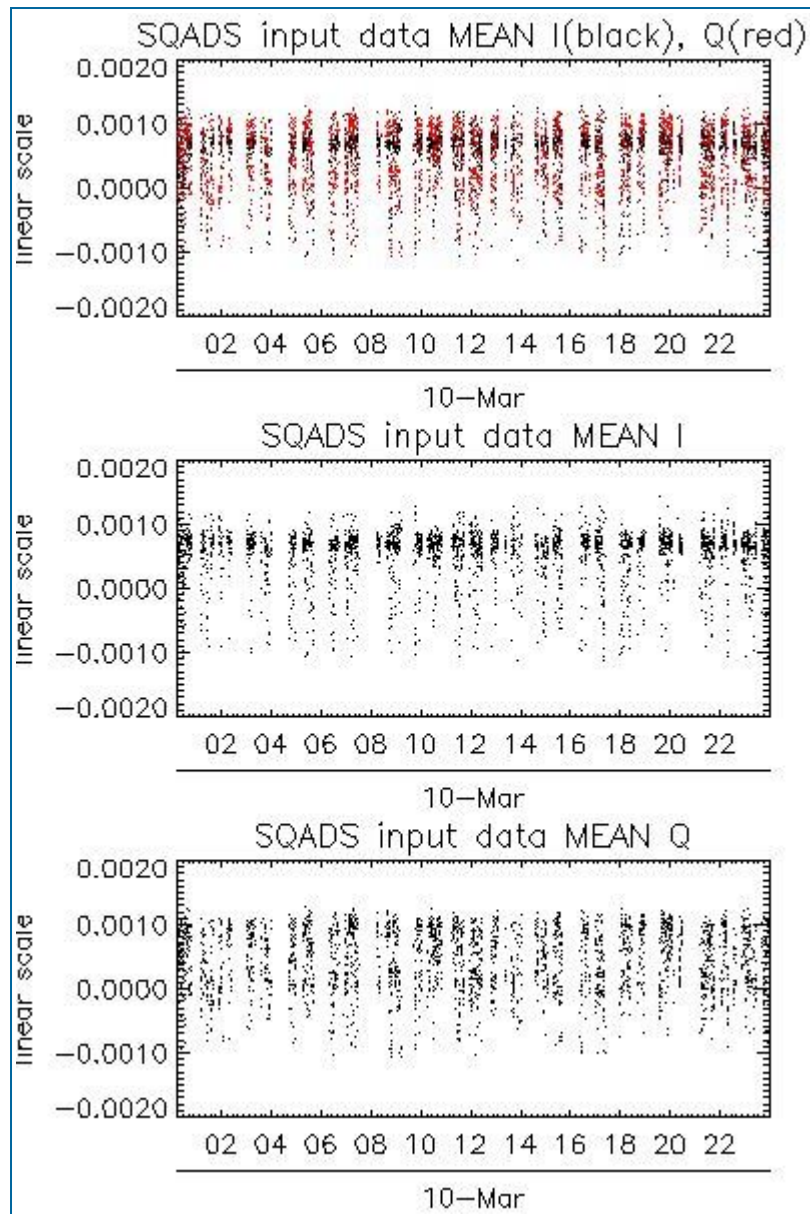 SQADS input data MEAN I(black), Q(red)
0.0020
0.0010
0.0000
−0.0010
−0.0020
linear scale
02 04 06 08 10 12 14 16 18 20 22
10−Mar
SQADS input data MEAN I
0.0020
0.0010
0.0000
−0.0010
−0.0020
linear scale
02 04 06 08 10 12 14 16 18 20 22
10−Mar
SQADS input data MEAN Q
0.0020
0.0010
0.0000
−0.0010
−0.0020
linear scale
02 04 06 08 10 12 14 16 18 20 22
10−Mar